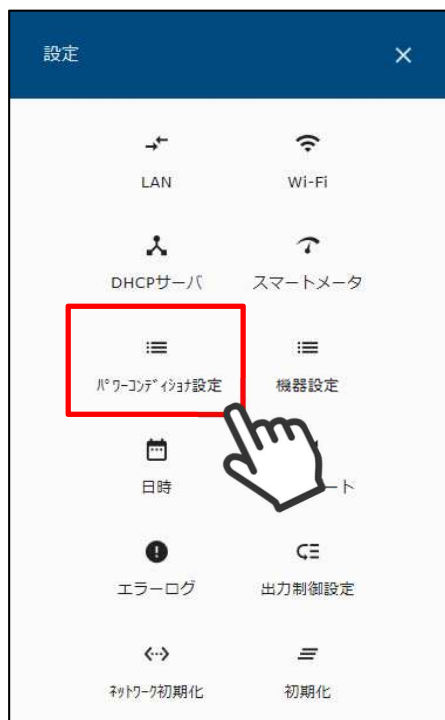 設定
LAN Wi-Fi
DHCPサーバ スマートメータ
ﾊﾟﾜｰｺﾝﾃﾞｨｼｮﾅ設定 機器設定
日時 ート
エラーログ 出力制御設定
ﾈｯﾄﾜｰｸ初期化 初期化